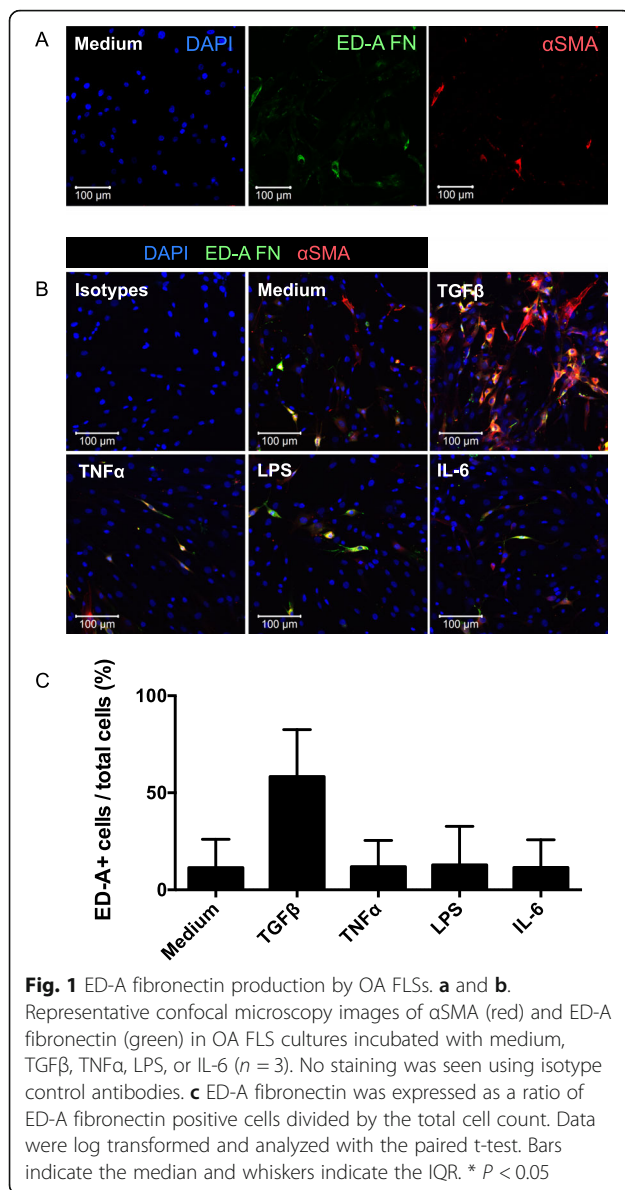 A
Medium DAPI ED-A FN αSMA
100 µm 100 µm 100 µm
DAPI ED-A FN αSMA
B
Isotypes Medium TGFβ
100 µm 100 µm 100 µm
TNFα LPS IL-6
100 µm 100 µm 100 µm
C
ED-A+ cells / total cells (%)
100
50
0
Medium TGFβ TNFα LPS IL-6
Fig. 1 ED-A fibronectin production by OA FLSs. a and b.
Representative confocal microscopy images of αSMA (red) and ED-A
fibronectin (green) in OA FLS cultures incubated with medium,
TGFβ, TNFα, LPS, or IL-6 (n = 3). No staining was seen using isotype
control antibodies. c ED-A fibronectin was expressed as a ratio of
ED-A fibronectin positive cells divided by the total cell count. Data
were log transformed and analyzed with the paired t-test. Bars
indicate the median and whiskers indicate the IQR. * P < 0.05